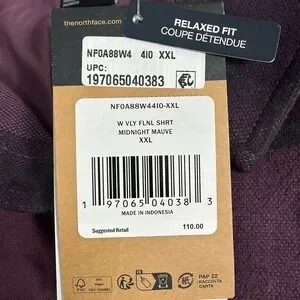 thenorthface.com
RELAXED FIT
COUPE DÉTENDUE
NF0A88W4 4I0 XXL
UPC:
197065040383
NF0A88W44I0-XXL
W VLY FLNL SHRT
MIDNIGHT MAUVE
XXL
1 97065 04038 3
MADE IN INDONESIA
Suggested Retail 110.00
FSC
PAP 22
RACCOLTA
CARTA